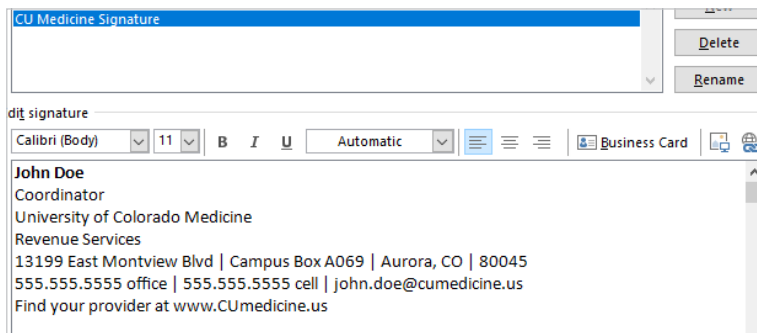 CU Medicine Signature
Delete
Rename
dit signature
Calibri (Body) 11 B I U Automatic Business Card
John Doe
Coordinator
University of Colorado Medicine
Revenue Services
13199 East Montview Blvd | Campus Box A069 | Aurora, CO | 80045
555.555.5555 office | 555.555.5555 cell | john.doe@cumedicine.us
Find your provider at www.CUmedicine.us